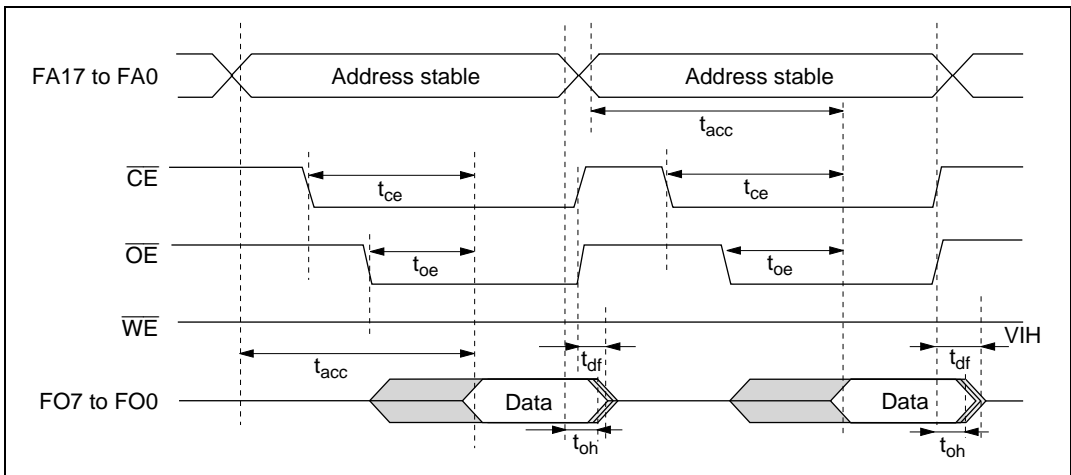 FA17 to FA0
Address stable
Address stable
tacc
CE
tce
tce
OE
toe
toe
WE
VIH
tacc
tdf
tdf
FO7 to FO0
Data
Data
toh
toh